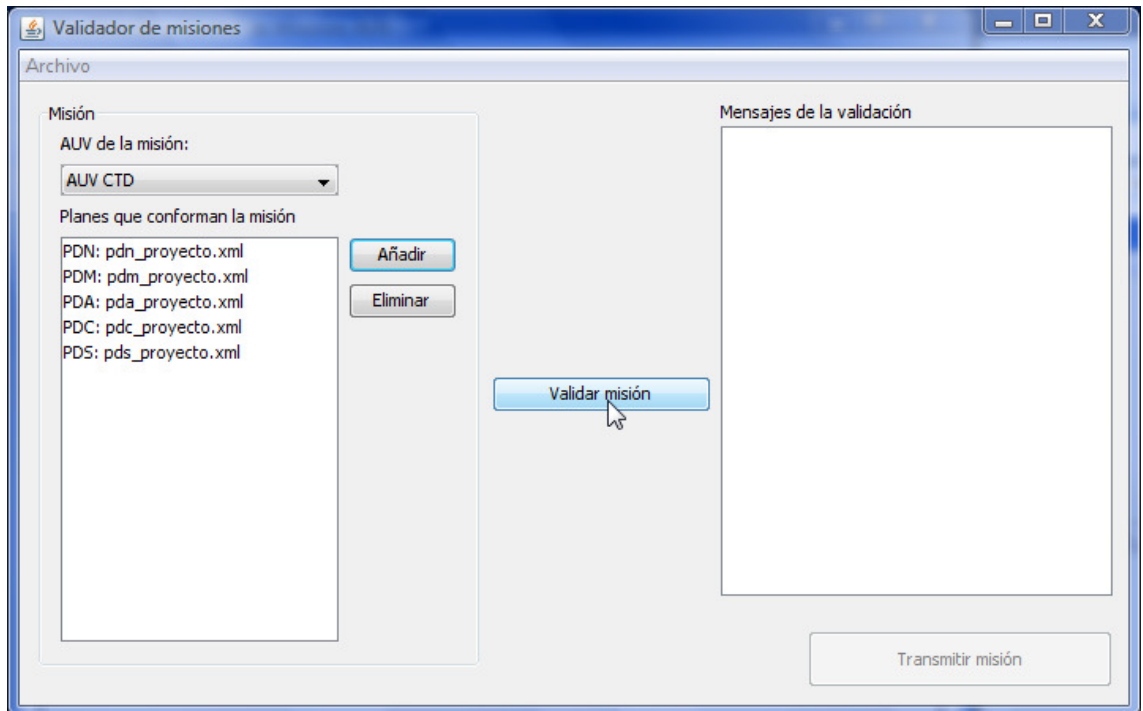 Validador de misiones
Archivo
Misión
AUV de la misión:
AUV CTD
Planes que conforman la misión
PDN: pdn_proyecto.xml
PDM: pdm_proyecto.xml
PDA: pda_proyecto.xml
PDC: pdc_proyecto.xml
PDS: pds_proyecto.xml
Añadir
Eliminar
Validar misión
Mensajes de la validación
Transmitir misión